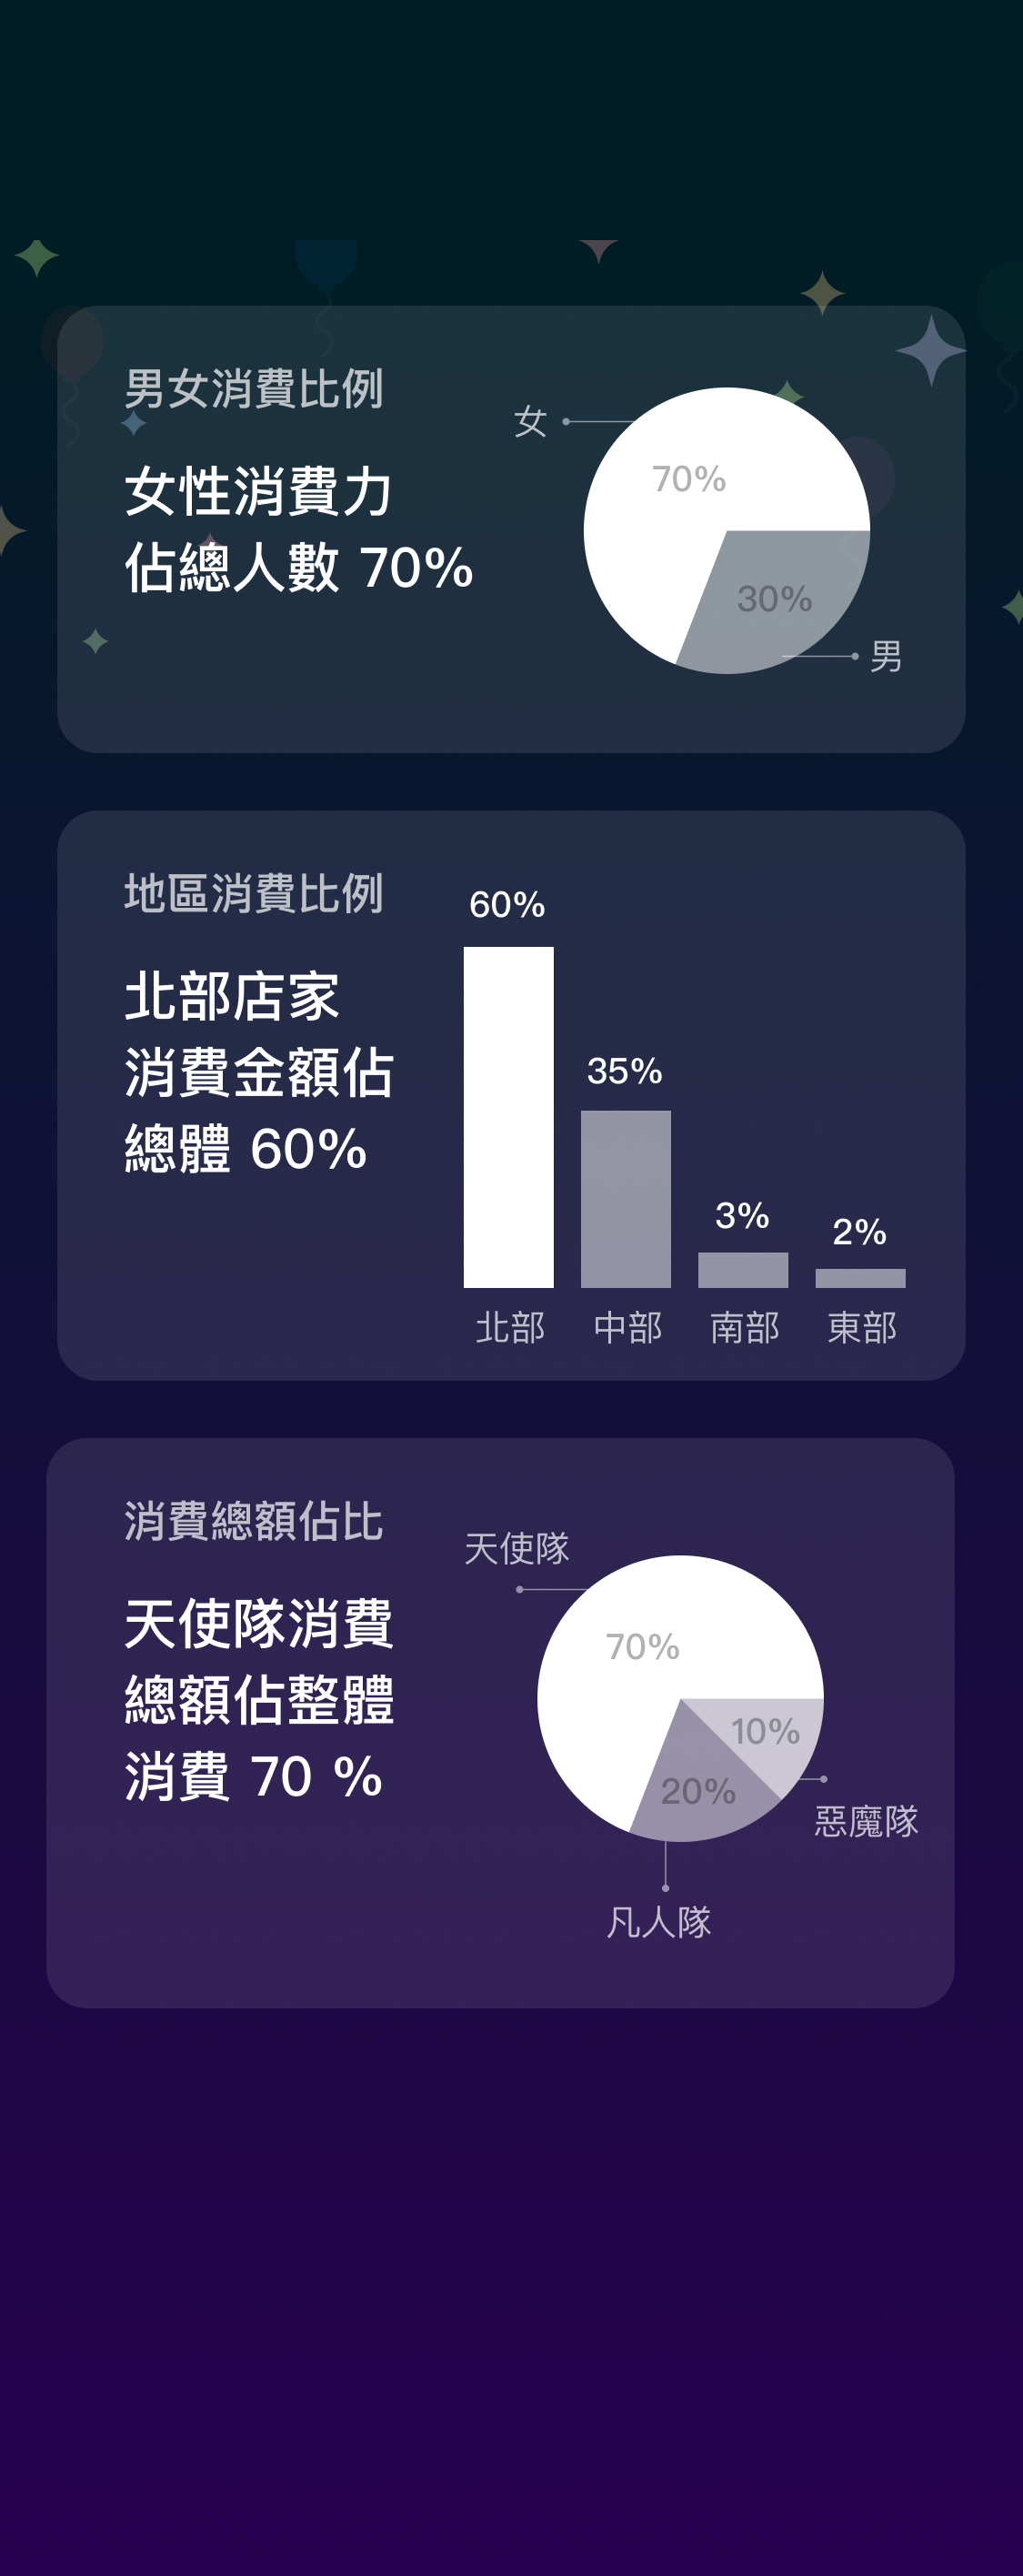 男女消費比例
女性消費力
佔總人數 70%
女
70%
30%
男
地區消費比例
北部店家
消費金額佔
總體 60%
60%
35%
3%
2%
北部 中部 南部 東部
消費總額佔比
天使隊消費
總額佔整體
消費 70 %
天使隊
70%
10%
20%
惡魔隊
凡人隊